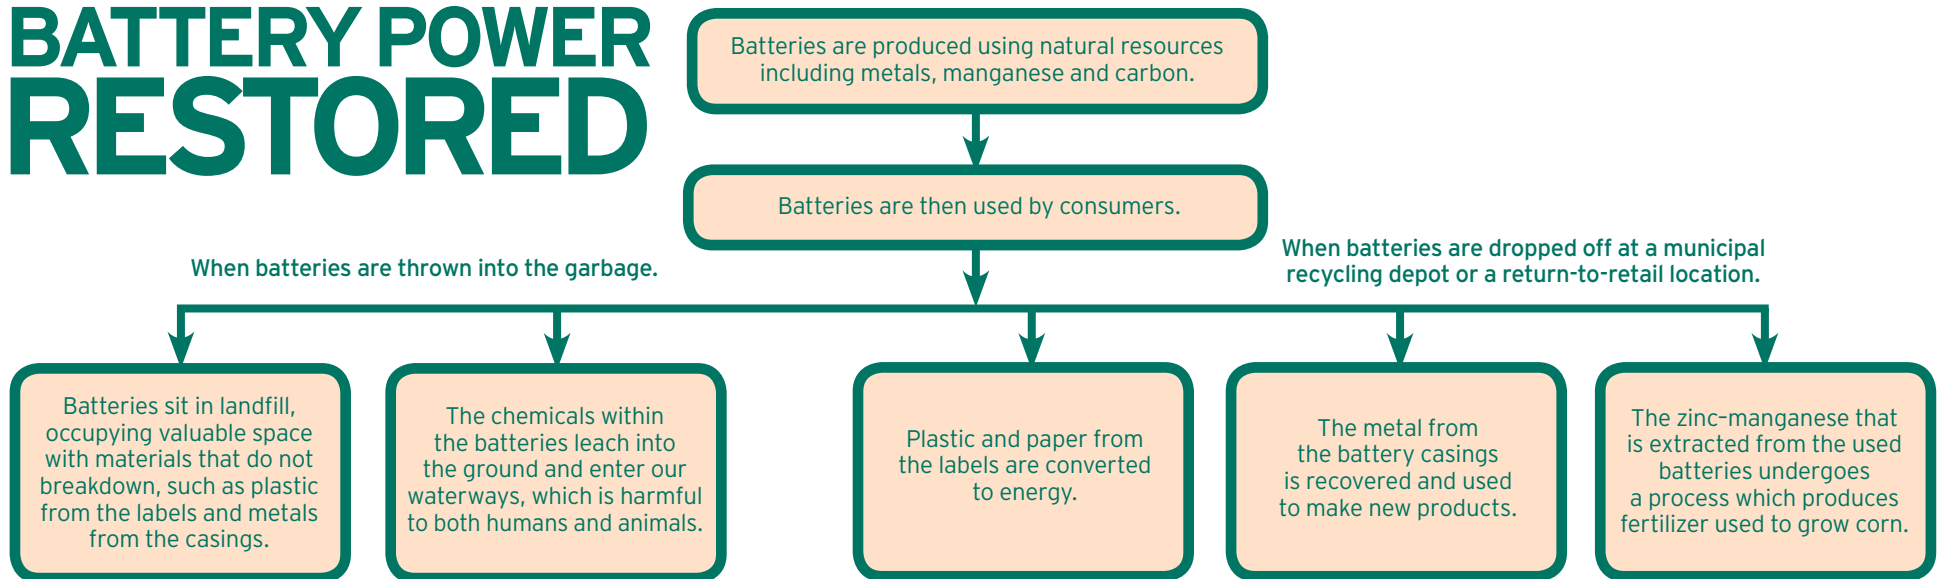 BATTERY POWER
RESTORED
Batteries are produced using natural resources
including metals, manganese and carbon.
Batteries are then used by consumers.
When batteries are thrown into the garbage.
When batteries are dropped off at a municipal
recycling depot or a return-to-retail location.
Batteries sit in landfill,
occupying valuable space
with materials that do not
breakdown, such as plastic
from the labels and metals
from the casings.
The chemicals within
the batteries leach into
the ground and enter our
waterways, which is harmful
to both humans and animals.
Plastic and paper from
the labels are converted
to energy.
The metal from
the battery casings
is recovered and used
to make new products.
The zinc–manganese that
is extracted from the used
batteries undergoes
a process which produces
fertilizer used to grow corn.